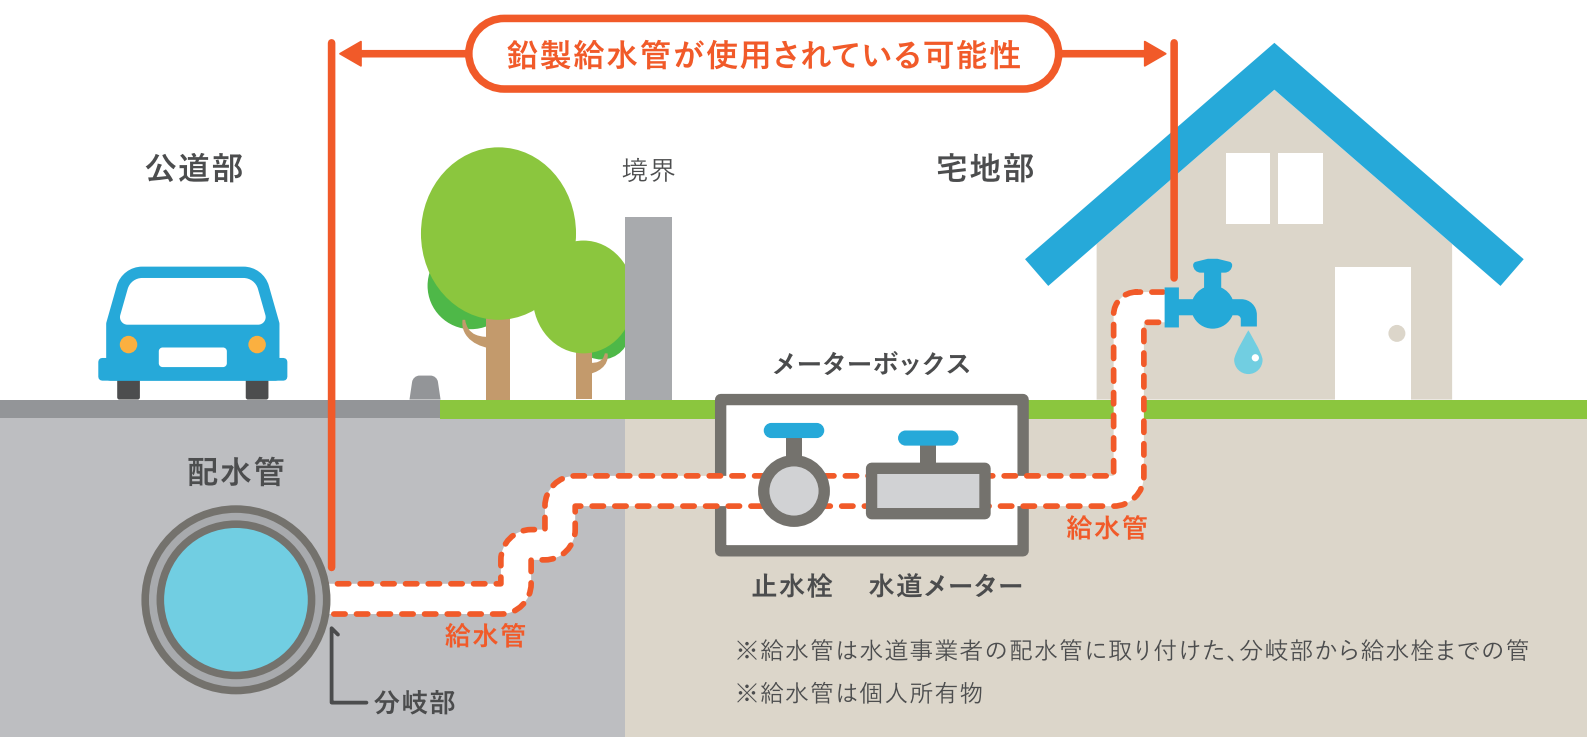 鉛製給水管が使用されている可能性
公道部
境界
宅地部
メーターボックス
配水管
給水管
止水栓
水道メーター
給水管
分岐部
※給水管は水道事業者の配水管に取り付けた、分岐部から給水栓までの管
※給水管は個人所有物